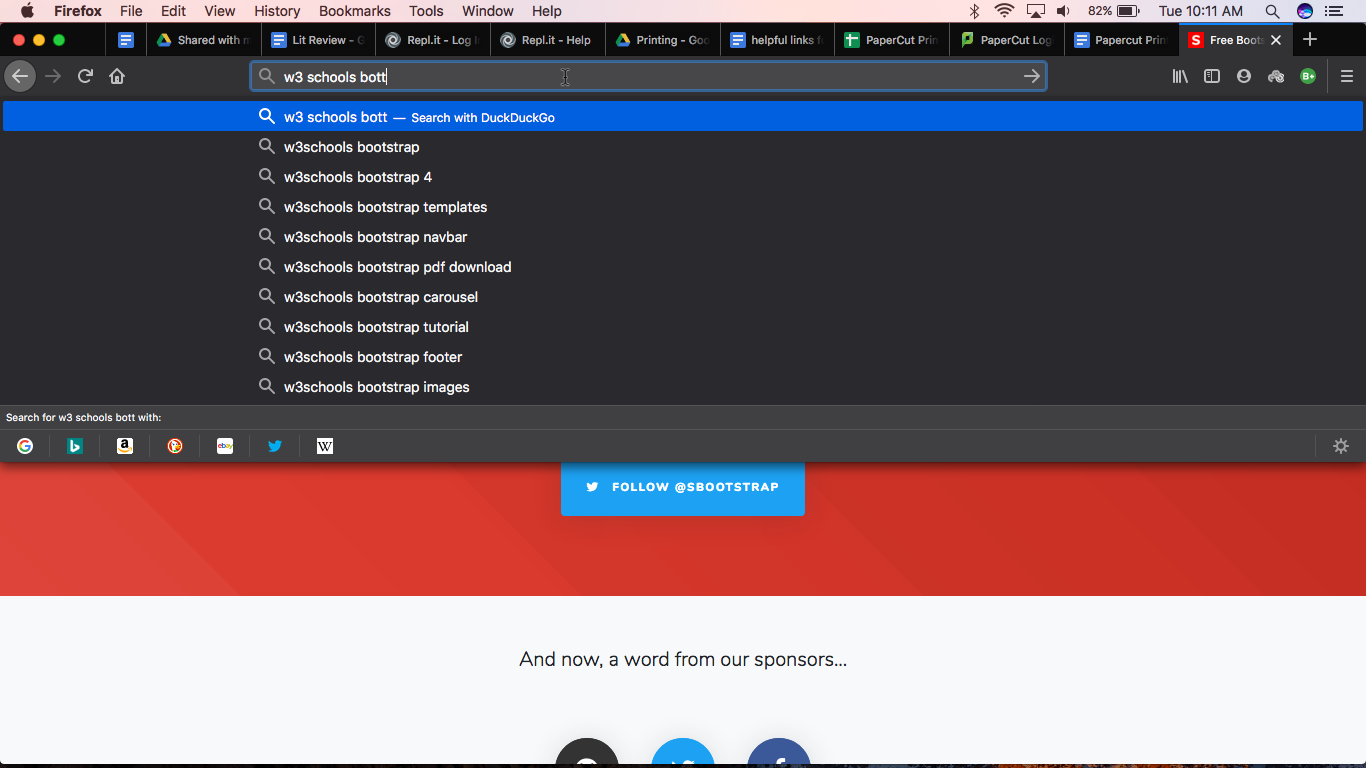 Firefox File Edit View History Bookmarks Tools Window Help 82% Tue 10:11 AM
Shared with m Lit Review - G Repl.it - Log I Repl.it - Help Printing - Goo helpful links f PaperCut Prin PaperCut Log Papercut Prin Free Boots
w3 schools bott
w3 schools bott — Search with DuckDuckGo
w3schools bootstrap
w3schools bootstrap 4
w3schools bootstrap templates
w3schools bootstrap navbar
w3schools bootstrap pdf download
w3schools bootstrap carousel
w3schools bootstrap tutorial
w3schools bootstrap footer
w3schools bootstrap images
Search for w3 schools bott with:
FOLLOW @SBOOTSTRAP
And now, a word from our sponsors...